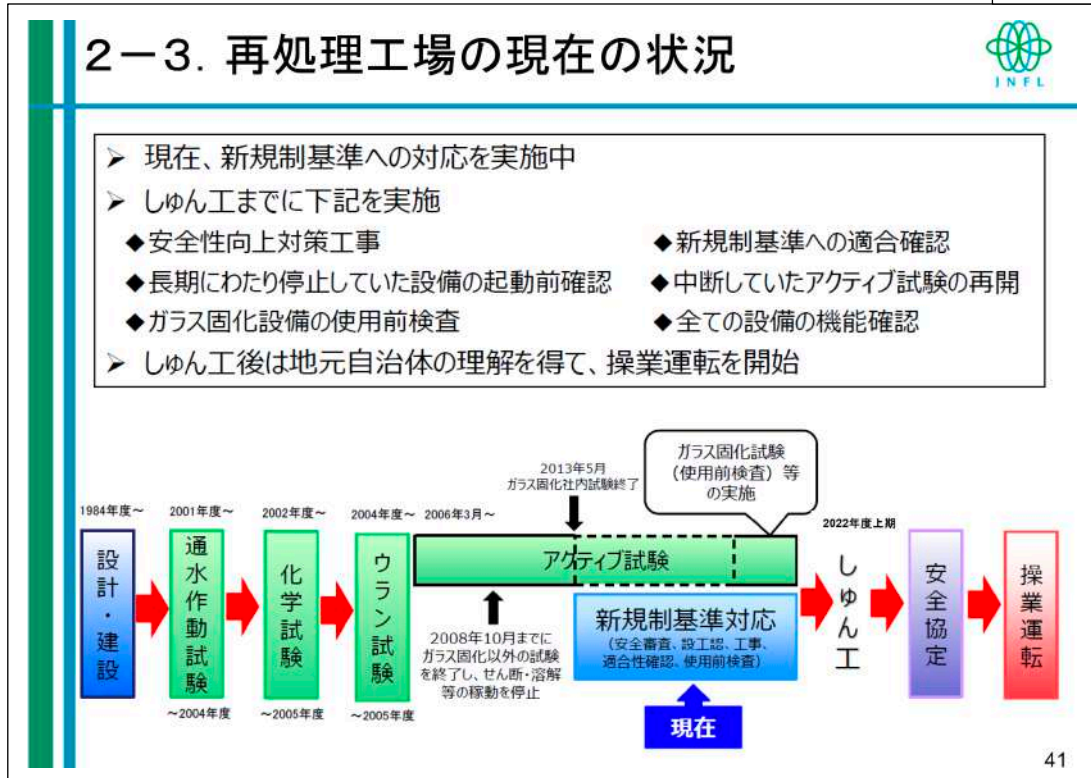 2－3．再処理工場の現在の状況
JNFL
➢ 現在、新規制基準への対応を実施中
➢ しゅん工までに下記を実施
◆安全性向上対策工事
◆新規制基準への適合確認
◆長期にわたり停止していた設備の起動前確認
◆中断していたアクティブ試験の再開
◆ガラス固化設備の使用前検査
◆全ての設備の機能確認
➢ しゅん工後は地元自治体の理解を得て、操業運転を開始
ガラス固化試験
（使用前検査）等
の実施
2013年5月
ガラス固化社内試験終了
1984年度～
2001年度～
2002年度～
2004年度～
2006年3月～
2022年度上期
設計・建設
通水作動試験
化学試験
ウラン試験
アクティブ試験
しゅん工
安全協定
操業運転
新規制基準対応
（安全審査、設工認、工事、
適合性確認、使用前検査）
2008年10月までに
ガラス固化以外の試験
を終了し、せん断・溶解
等の稼動を停止
～2004年度
～2005年度
～2005年度
現在
41